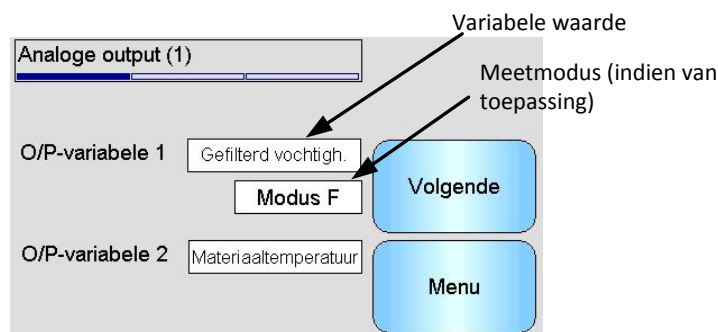 Variabele waarde
Analoge output (1)
Meetmodus (indien van
toepassing)
O/P-variabele 1
Gefilterd vochtigh.
Modus F
Volgende
O/P-variabele 2
Materiaaltemperatuur
Menu